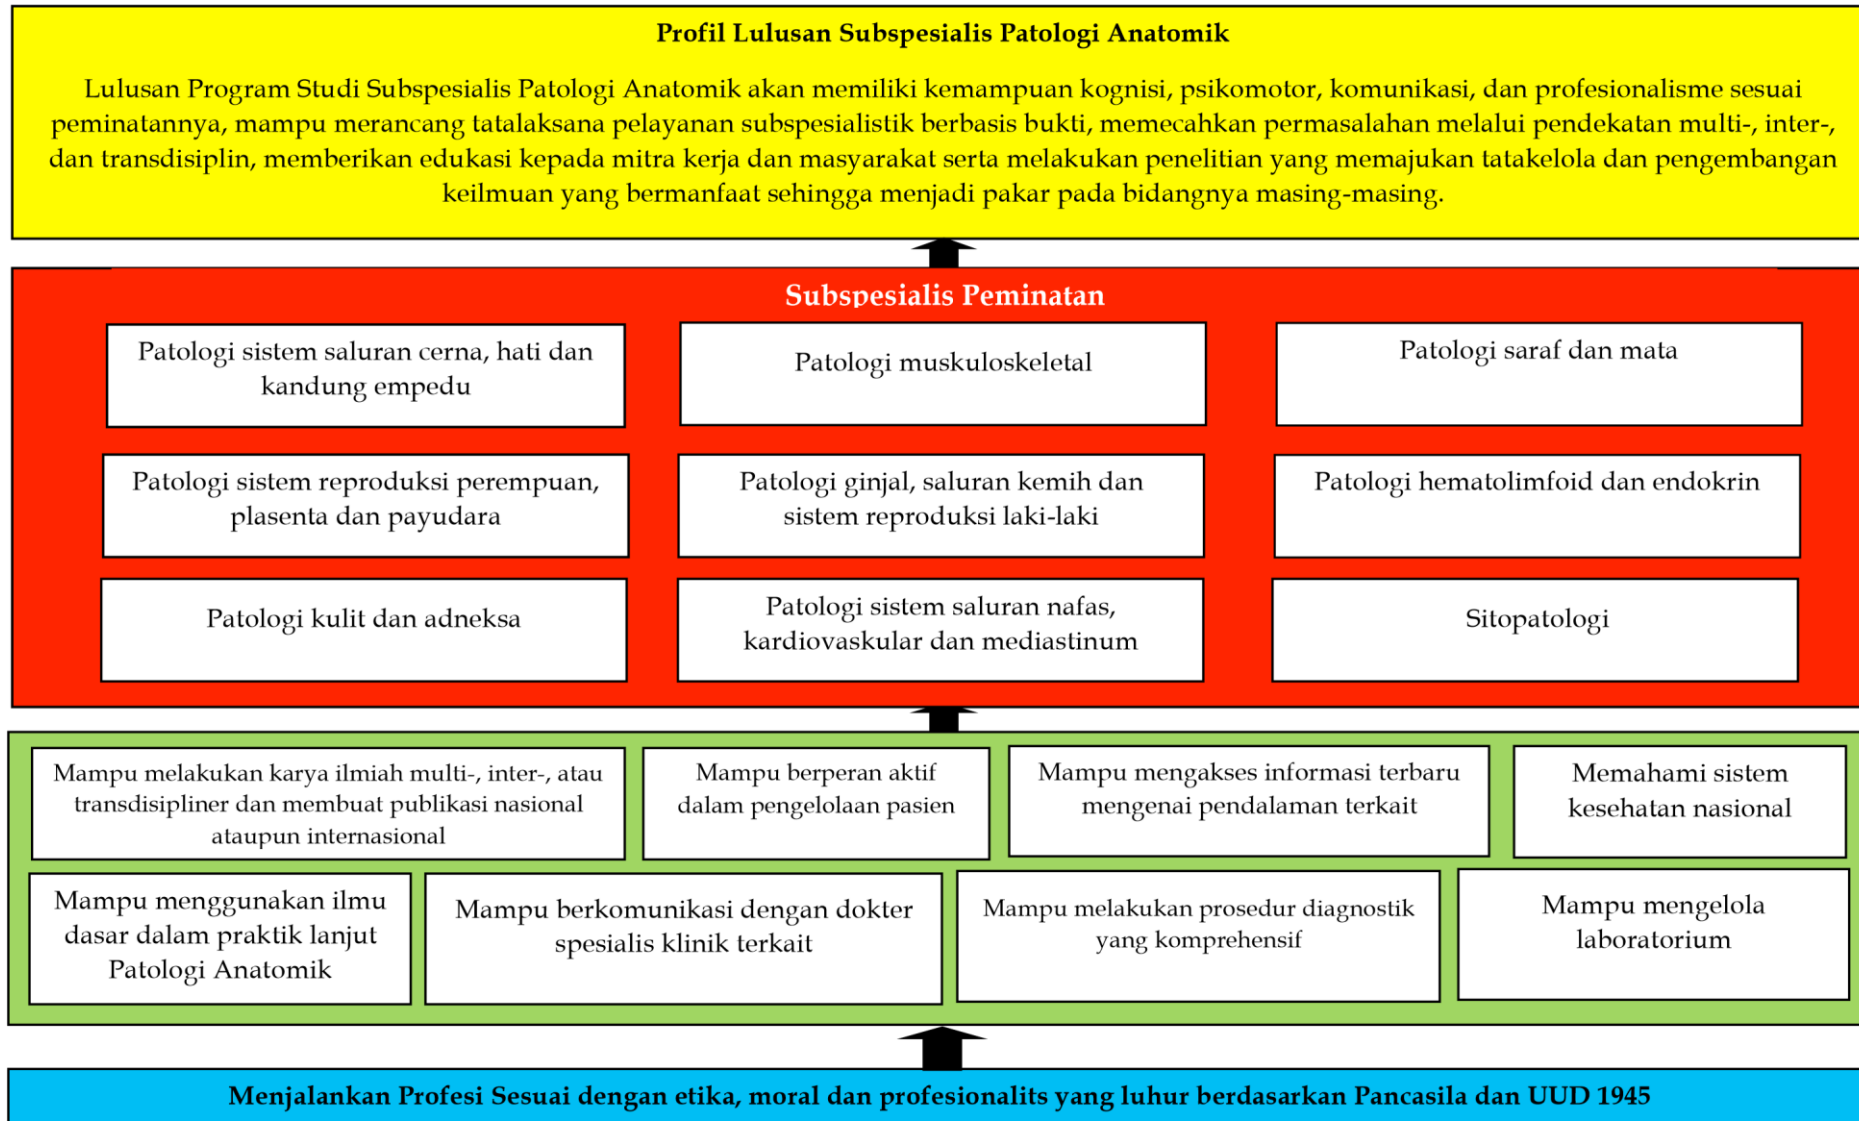 Profil Lulusan Subspesialis Patologi Anatomik
Lulusan Program Studi Subspesialis Patologi Anatomik akan memiliki kemampuan kognisi, psikomotor, komunikasi, dan profesionalisme sesuai
peminatannya, mampu merancang tatalaksana pelayanan subspesialistik berbasis bukti, memecahkan permasalahan melalui pendekatan multi-, inter-,
dan transdisiplin, memberikan edukasi kepada mitra kerja dan masyarakat serta melakukan penelitian yang memajukan tatakelola dan pengembangan
keilmuan yang bermanfaat sehingga menjadi pakar pada bidangnya masing-masing.
Subspesialis Peminatan
Patologi sistem saluran cerna, hati dan
kandung empedu
Patologi muskuloskeletal
Patologi saraf dan mata
Patologi sistem reproduksi perempuan,
plasenta dan payudara
Patologi ginjal, saluran kemih dan
sistem reproduksi laki-laki
Patologi hematolimfoid dan endokrin
Patologi kulit dan adneksa
Patologi sistem saluran nafas,
kardiovaskular dan mediastinum
Sitopatologi
Mampu melakukan karya ilmiah multi-, inter-, atau
transdisipliner dan membuat publikasi nasional
ataupun internasional
Mampu berperan aktif
dalam pengelolaan pasien
Mampu mengakses informasi terbaru
mengenai pendalaman terkait
Memahami sistem
kesehatan nasional
Mampu menggunakan ilmu
dasar dalam praktik lanjut
Patologi Anatomik
Mampu berkomunikasi dengan dokter
spesialis klinik terkait
Mampu melakukan prosedur diagnostik
yang komprehensif
Mampu mengelola
laboratorium
Menjalankan Profesi Sesuai dengan etika, moral dan profesionalits yang luhur berdasarkan Pancasila dan UUD 1945